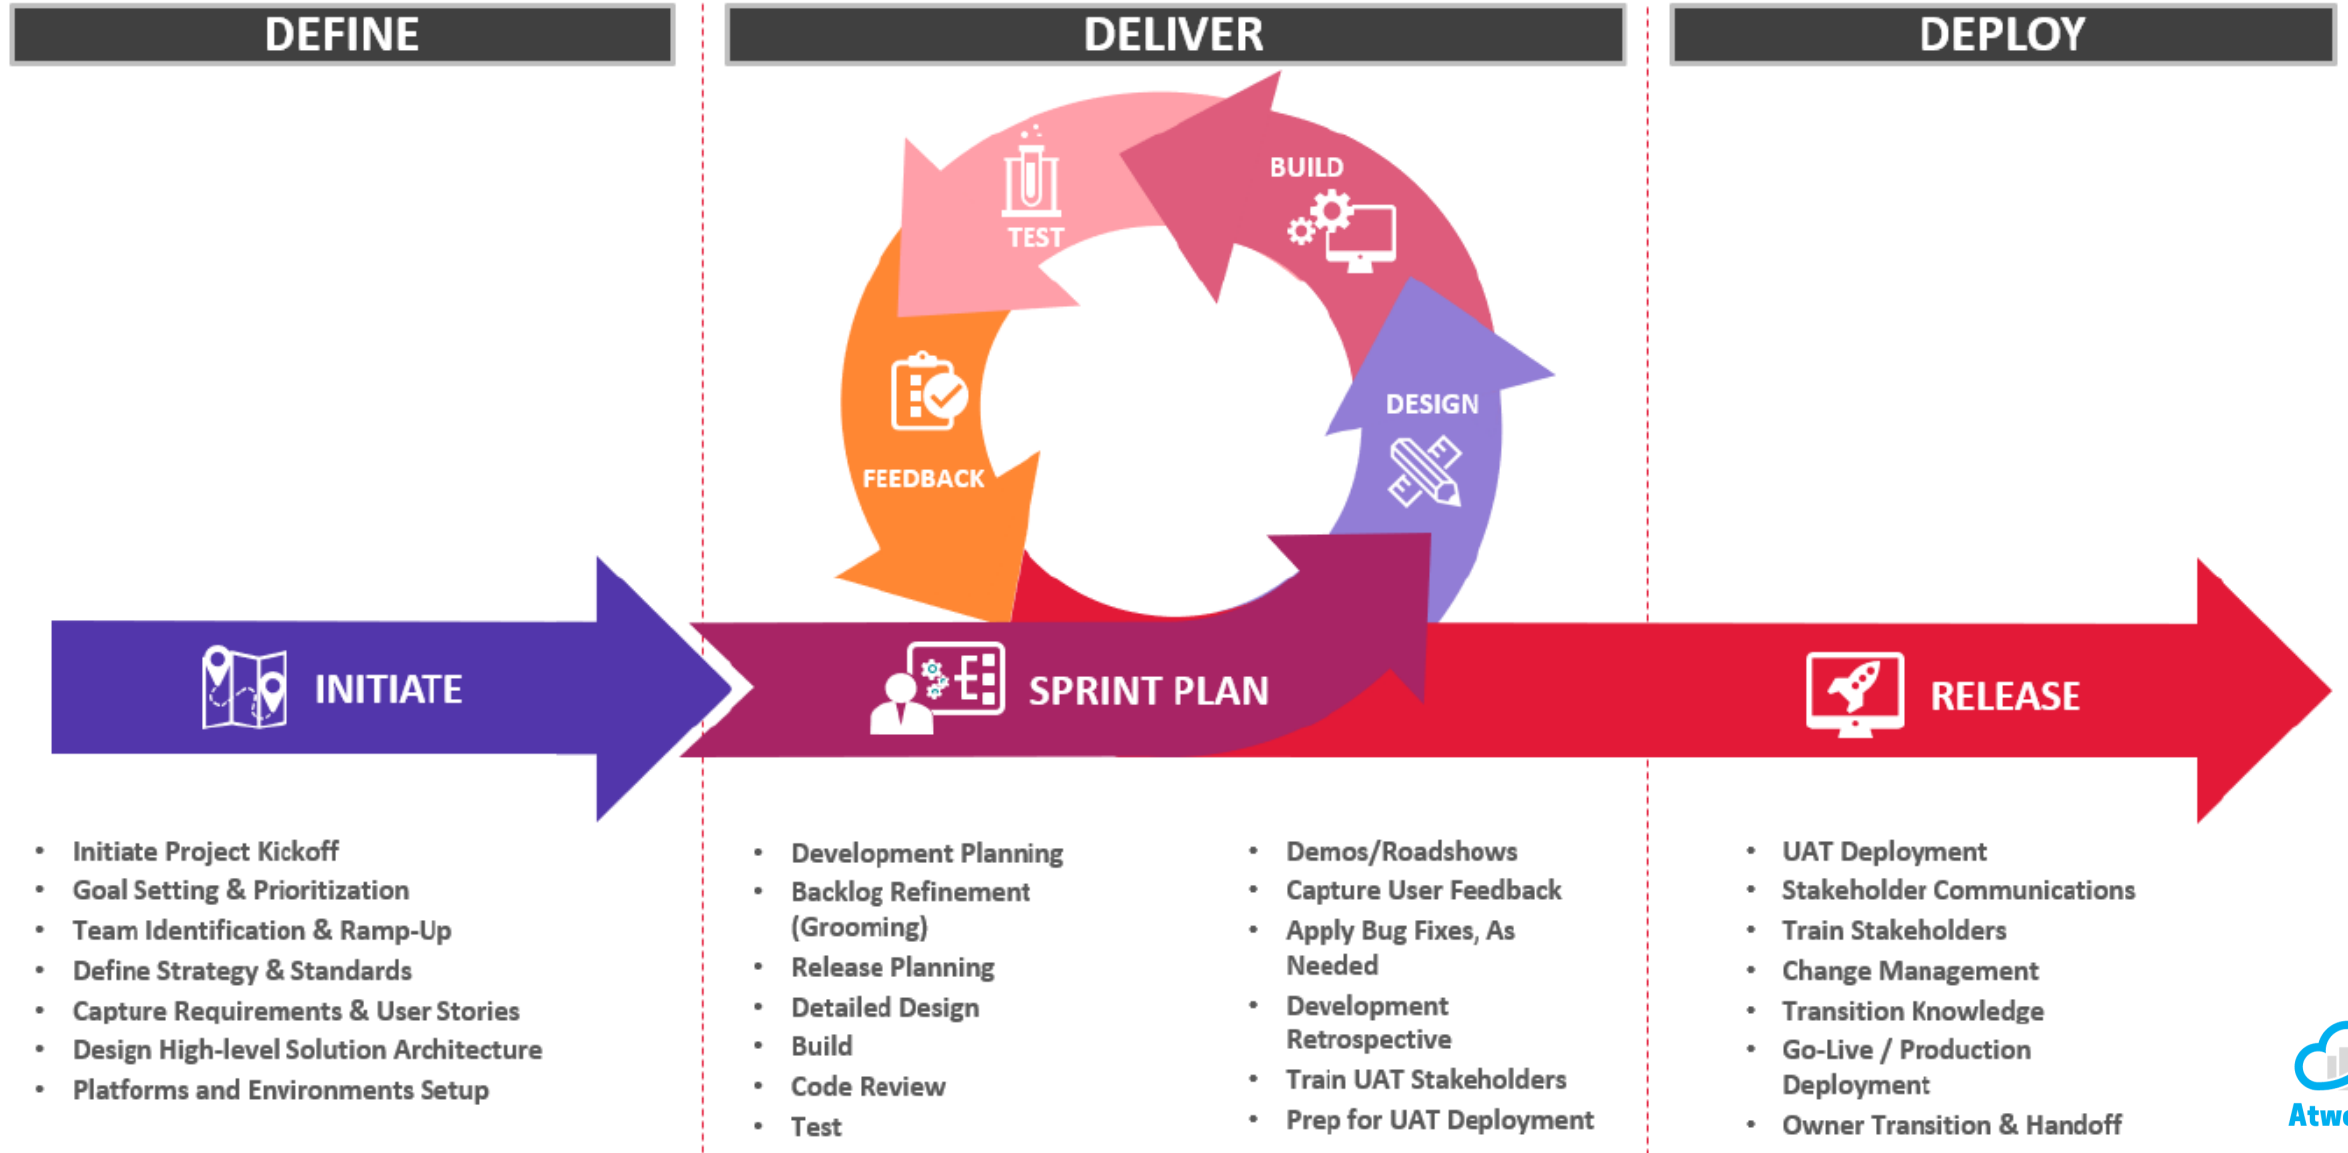 DEFINE
DELIVER
DEPLOY
BUILD
TEST
DESIGN
FEEDBACK
INITIATE
SPRINT PLAN
RELEASE
• Initiate Project Kickoff
• Goal Setting & Prioritization
• Team Identification & Ramp-Up
• Define Strategy & Standards
• Capture Requirements & User Stories
• Design High-level Solution Architecture
• Platforms and Environments Setup
• Development Planning
• Backlog Refinement
(Grooming)
• Release Planning
• Detailed Design
• Build
• Code Review
• Test
• Demos/Roadshows
• Capture User Feedback
• Apply Bug Fixes, As
Needed
• Development
Retrospective
• Train UAT Stakeholders
• Prep for UAT Deployment
• UAT Deployment
• Stakeholder Communications
• Train Stakeholders
• Change Management
• Transition Knowledge
• Go-Live / Production
Deployment
• Owner Transition & Handoff